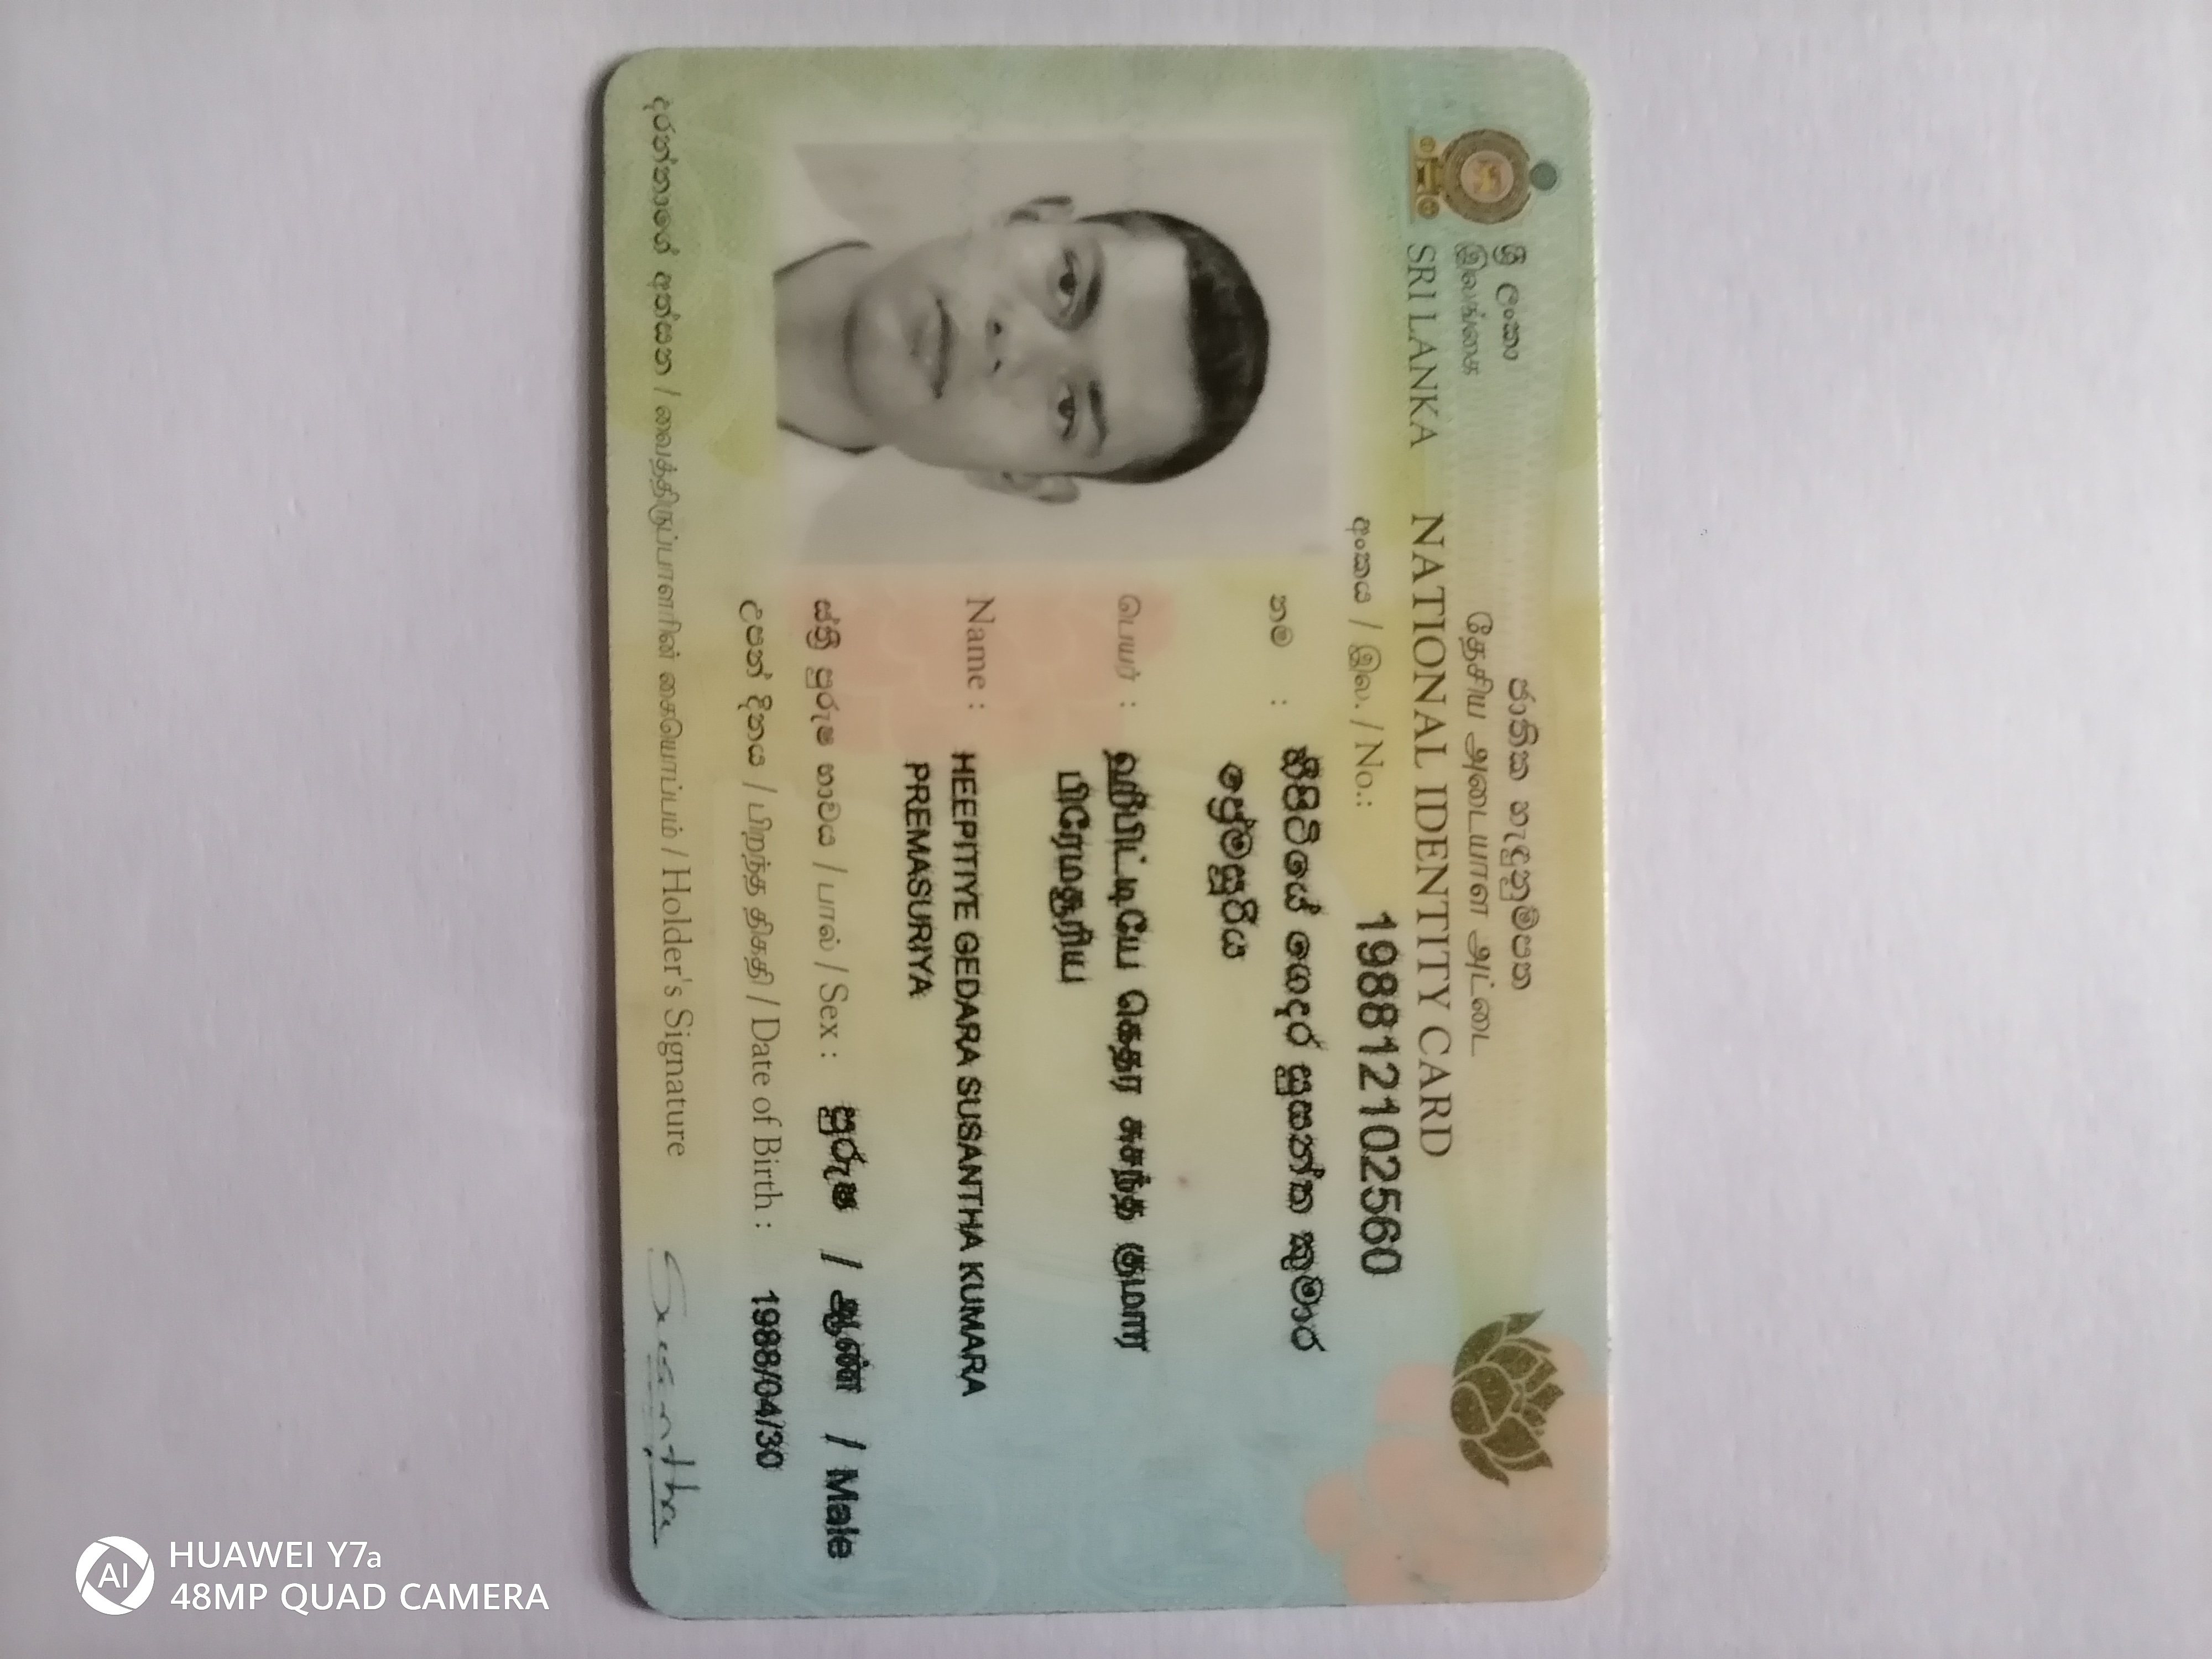 ශ්‍රී ලංකා
இலங்கை
SRI LANKA
ජාතික හැඳුනුම්පත
தேசிய அடையாள அட்டை
NATIONAL IDENTITY CARD
අංකය / இல. / No.: 198812102560
නම : හීපිටියේ ගෙදර සුසන්ත කුමාර
ප්‍රේමසූරිය
பெயர் : ஹீபிட்டியே கெதர சுசந்த குமார
பிரேமசூரிய
Name : HEEPITIYE GEDARA SUSANTHA KUMARA
PREMASURIYA
ස්ත්‍රී පුරුෂ භාවය / பால் / Sex : පුරුෂ / ஆண் / Male
උපන් දිනය / பிறந்த திகதி / Date of Birth : 1988/04/30
දරන්නාගේ අත්සන / வைத்திருப்பாளரின் கையொப்பம் / Holder's Signature Susantha
HUAWEI Y7a
48MP QUAD CAMERA
AI